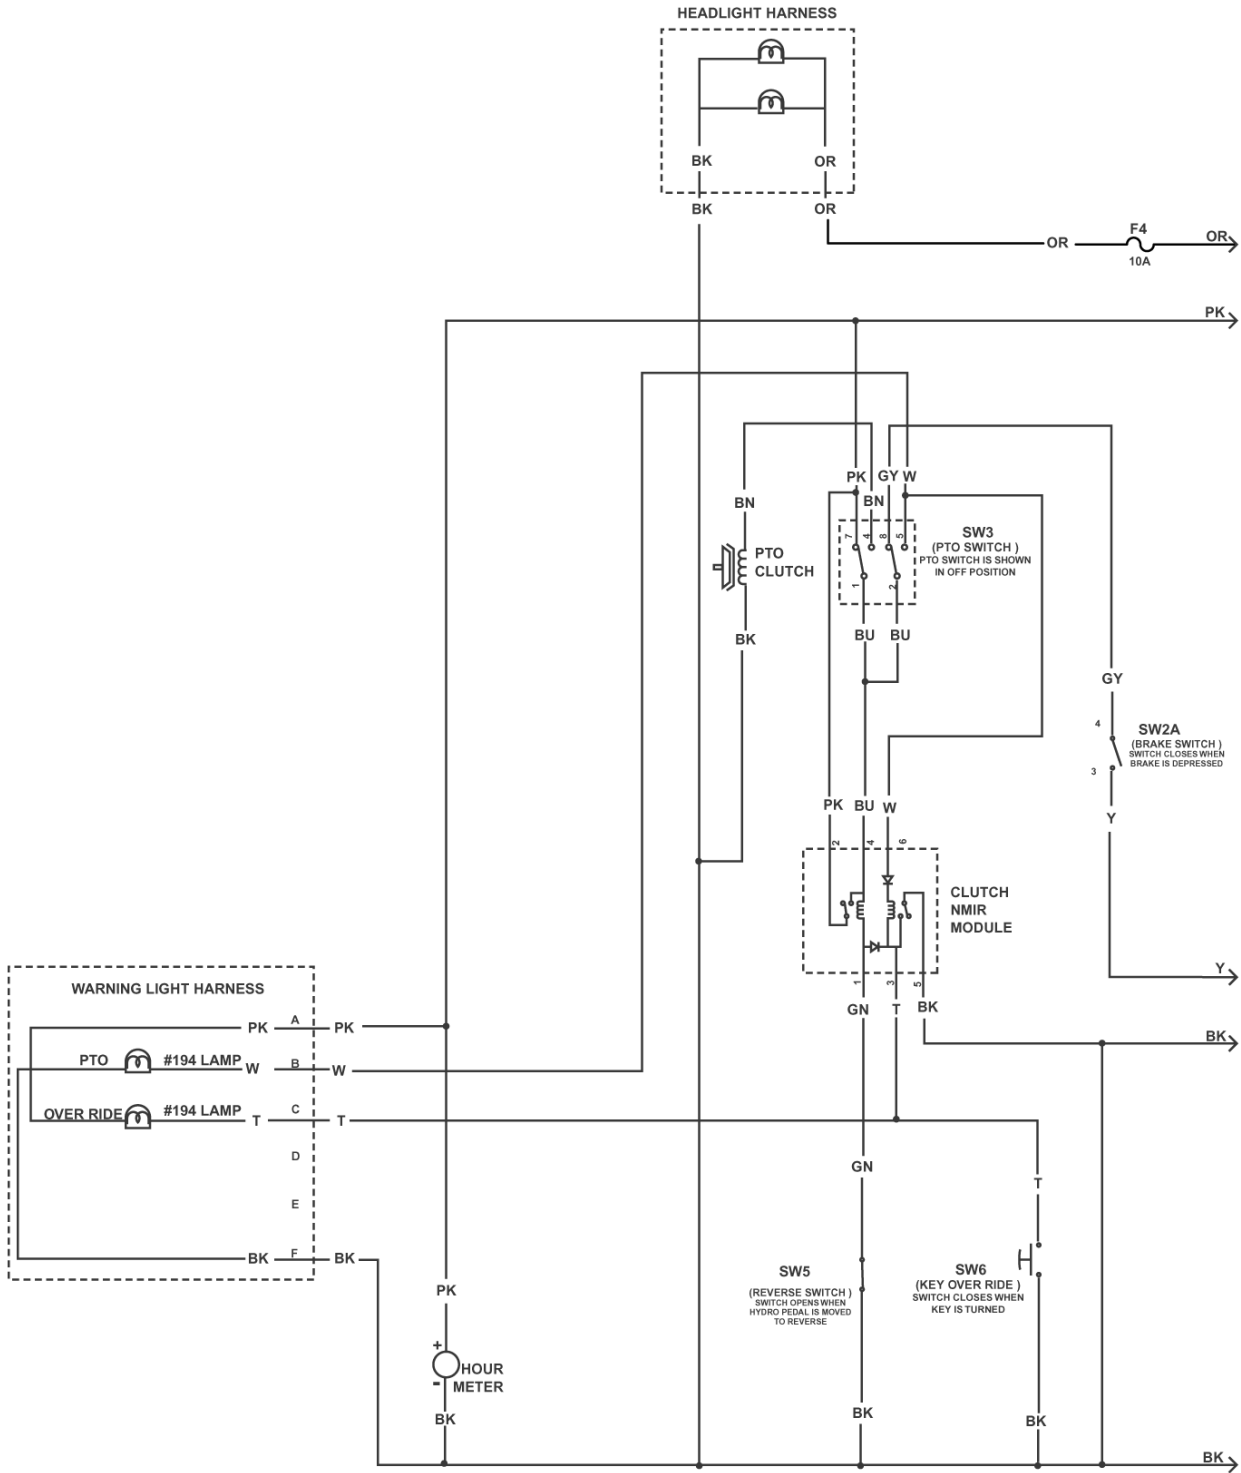 HEADLIGHT HARNESS
BK
OR
BK
OR
OR
F4
10A
OR
PK
PK
GY
W
BN
BN
7
4
8
5
SW3
(PTO SWITCH )
PTO SWITCH IS SHOWN
IN OFF POSITION
1
2
PTO
CLUTCH
BK
BU
BU
GY
4
SW2A
(BRAKE SWITCH )
SWITCH CLOSES WHEN
BRAKE IS DEPRESSED
3
Y
PK
BU
W
2
4
6
CLUTCH
NMIR
MODULE
1
3
5
GN
T
BK
Y
BK
WARNING LIGHT HARNESS
PK
A
PK
PTO
#194 LAMP
W
B
W
OVER RIDE
#194 LAMP
T
C
T
D
E
BK
F
BK
GN
T
PK
SW5
(REVERSE SWITCH )
SWITCH OPENS WHEN
HYDRO PEDAL IS MOVED
TO REVERSE
SW6
(KEY OVER RIDE )
SWITCH CLOSES WHEN
KEY IS TURNED
+
-
HOUR
METER
BK
BK
BK
BK